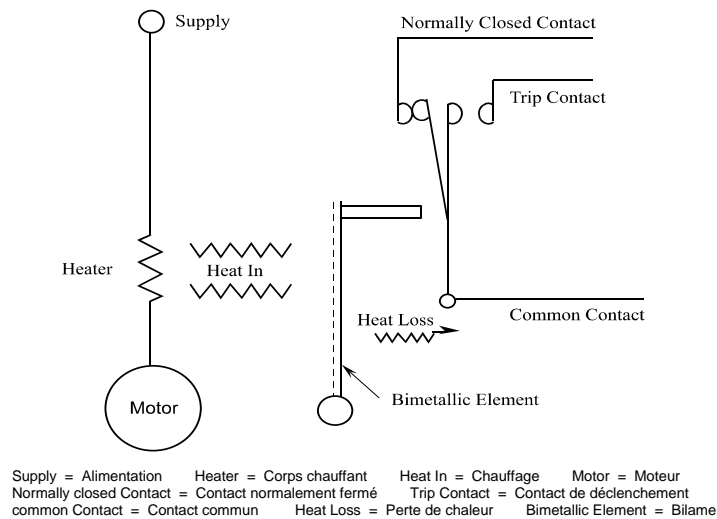 Supply
Normally Closed Contact
Trip Contact
Heater
Heat In
Common Contact
Heat Loss
Bimetallic Element
Motor
Supply = Alimentation Heater = Corps chauffant Heat In = Chauffage Motor = Moteur
Normally closed Contact = Contact normalement fermé Trip Contact = Contact de déclenchement
common Contact = Contact commun Heat Loss = Perte de chaleur Bimetallic Element = Bilame